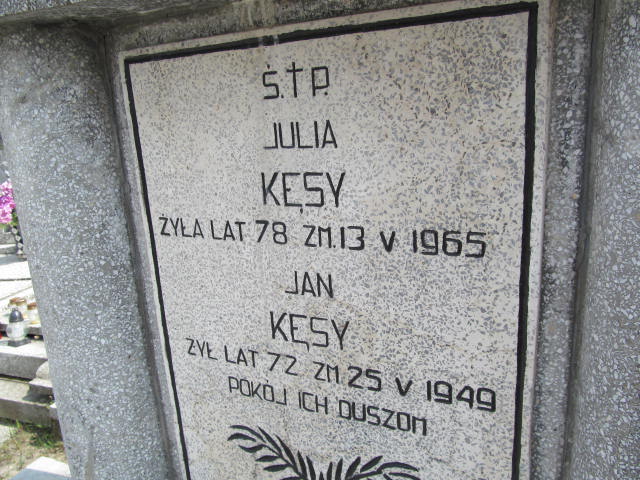 Ś.†P.
JULIA
KĘSY
ŻYŁA LAT 78 ZM.13 V 1965
JAN
KĘSY
ŻYŁ LAT 72 ZM 25 V 1949
POKÓJ ICH DUSZOM